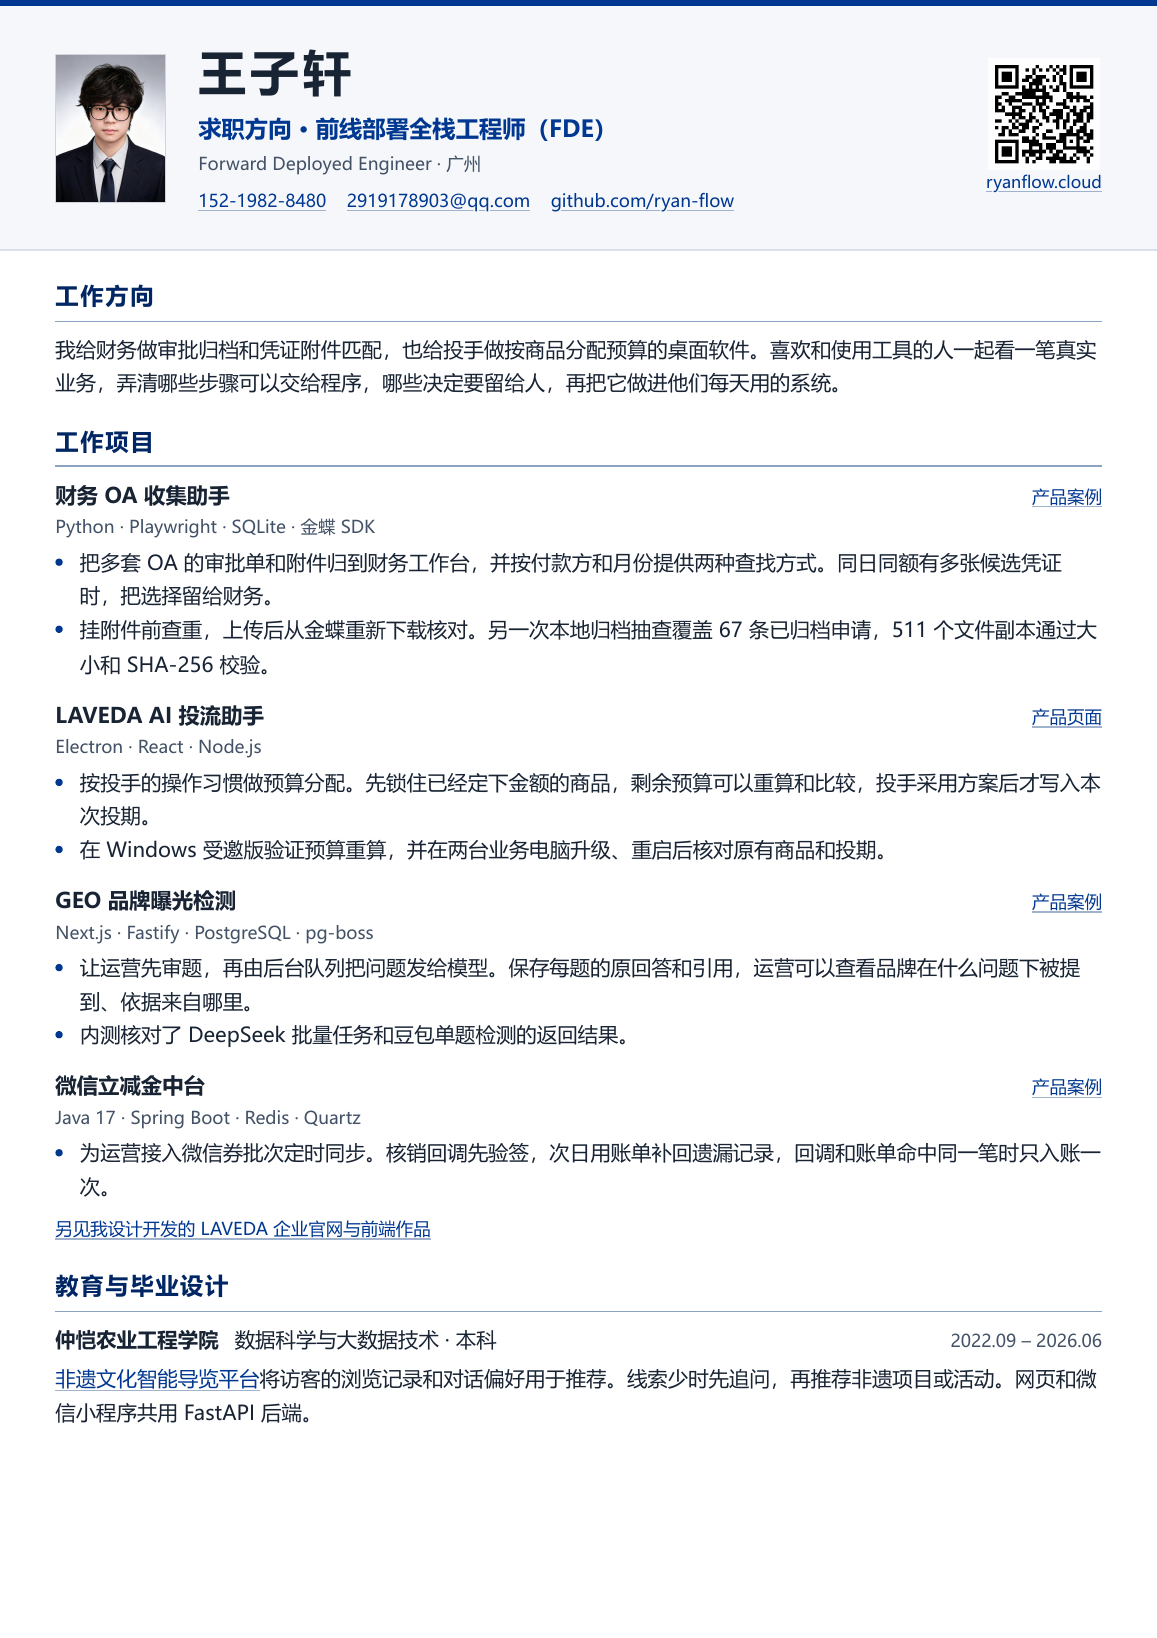 王子轩
求职方向 · 前线部署全栈工程师（FDE）
Forward Deployed Engineer · 广州
152-1982-8480 2919178903@qq.com github.com/ryan-flow
ryanflow.cloud
工作方向
我给财务做审批归档和凭证附件匹配，也给投手做按商品分配预算的桌面软件。喜欢和使用工具的人一起看一笔真实
业务，弄清哪些步骤可以交给程序，哪些决定要留给人，再把它做进他们每天用的系统。
工作项目
财务 OA 收集助手 产品案例
Python · Playwright · SQLite · 金蝶 SDK
• 把多套 OA 的审批单和附件归到财务工作台，并按付款方和月份提供两种查找方式。同日同额有多张候选凭证
时，把选择留给财务。
• 挂附件前查重，上传后从金蝶重新下载核对。另一次本地归档抽查覆盖 67 条已归档申请，511 个文件副本通过大
小和 SHA-256 校验。
LAVEDA AI 投流助手 产品页面
Electron · React · Node.js
• 按投手的操作习惯做预算分配。先锁住已经定下金额的商品，剩余预算可以重算和比较，投手采用方案后才写入本
次投期。
• 在 Windows 受邀版验证预算重算，并在两台业务电脑升级、重启后核对原有商品和投期。
GEO 品牌曝光检测 产品案例
Next.js · Fastify · PostgreSQL · pg-boss
• 让运营先审题，再由后台队列把问题发给模型。保存每题的原回答和引用，运营可以查看品牌在什么问题下被提
到、依据来自哪里。
• 内测核对了 DeepSeek 批量任务和豆包单题检测的返回结果。
微信立减金中台 产品案例
Java 17 · Spring Boot · Redis · Quartz
• 为运营接入微信券批次定时同步。核销回调先验签，次日用账单补回遗漏记录，回调和账单命中同一笔时只入账一
次。
另见我设计开发的 LAVEDA 企业官网与前端作品
教育与毕业设计
仲恺农业工程学院 数据科学与大数据技术 · 本科 2022.09 – 2026.06
非遗文化智能导览平台将访客的浏览记录和对话偏好用于推荐。线索少时先追问，再推荐非遗项目或活动。网页和微
信小程序共用 FastAPI 后端。